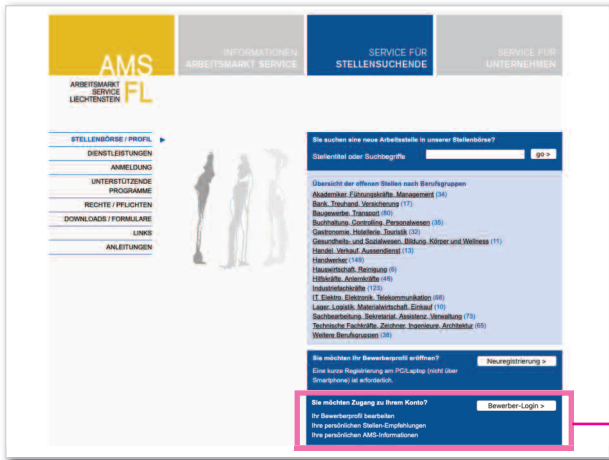 AMS
ARBEITSMARKT
SERVICE
LIECHTENSTEIN
FL
INFORMATIONEN
ARBEITSMARKT SERVICE
SERVICE FÜR
STELLENSUCHENDE
SERVICE FÜR
UNTERNEHMEN
STELLENBÖRSE / PROFIL
DIENSTLEISTUNGEN
ANMELDUNG
UNTERSTÜTZENDE
PROGRAMME
RECHTE / PFLICHTEN
DOWNLOADS / FORMULARE
LINKS
ANLEITUNGEN
Sie suchen eine neue Arbeitsstelle in unserer Stellenbörse?
Stellentitel oder Suchbegriffe
go >
Übersicht der offenen Stellen nach Berufsgruppen
Akademiker, Führungskräfte, Management (34)
Bank, Treuhand, Versicherung (17)
Baugewerbe, Transport (80)
Buchhaltung, Controlling, Personalwesen (35)
Gastronomie, Hotellerie, Touristik (32)
Gesundheits- und Sozialwesen, Bildung, Körper und Wellness (11)
Handel, Verkauf, Aussendienst (13)
Handwerker (149)
Hauswirtschaft, Reinigung (6)
Hilfskräfte, Anlernkräfte (46)
Industriefachkräfte (123)
IT, Elektro, Elektronik, Telekommunikation (68)
Lager, Logistik, Materialwirtschaft, Einkauf (10)
Sachbearbeitung, Sekretariat, Assistenz, Verwaltung (73)
Technische Fachkräfte, Zeichner, Ingenieure, Architektur (65)
Weitere Berufsgruppen (38)
Sie möchten Ihr Bewerberprofil eröffnen?
Neuregistrierung >
Eine kurze Registrierung am PC/Laptop (nicht über
Smartphone) ist erforderlich.
Sie möchten Zugang zu Ihrem Konto?
Bewerber-Login >
Ihr Bewerberprofil bearbeiten
Ihre persönlichen Stellen-Empfehlungen
Ihre persönlichen AMS-Informationen